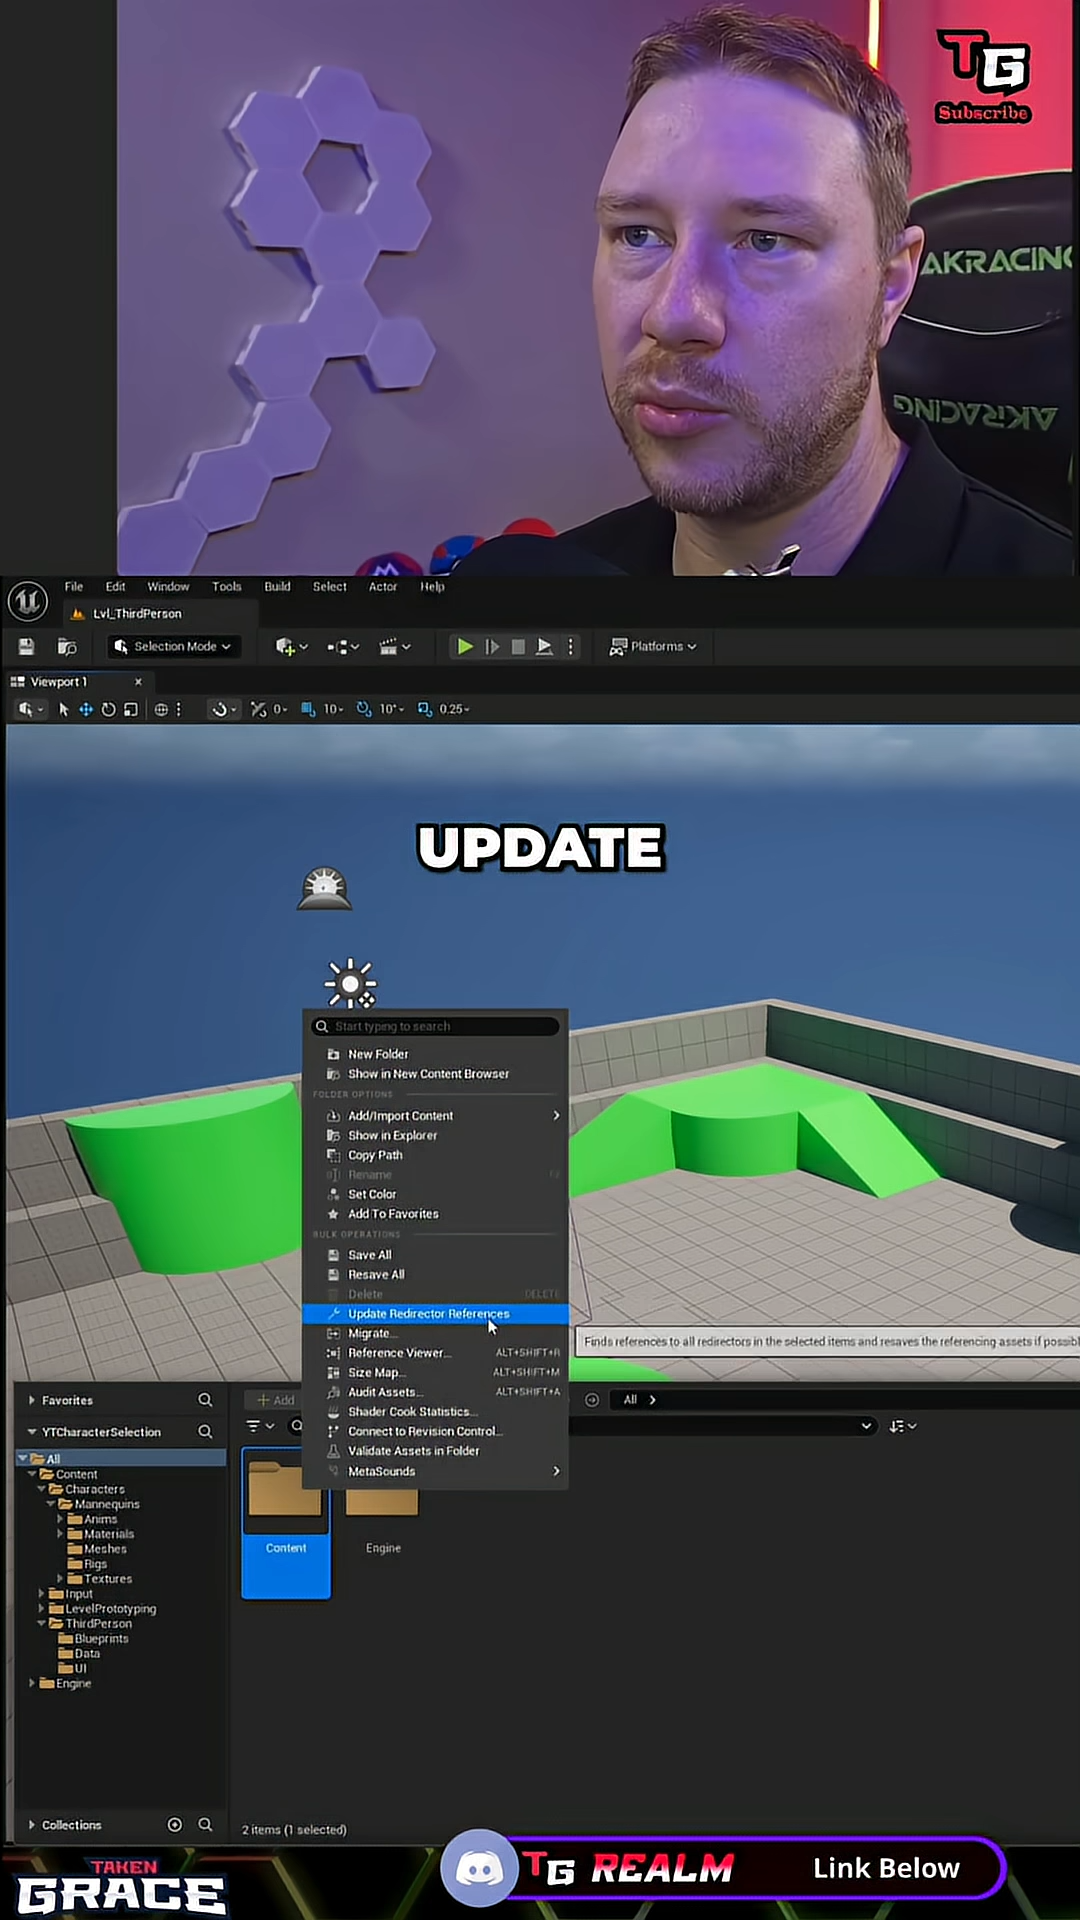 TG
Subscribe
AKRACING
AKRACING
File Edit Window Tools Build Select Actor Help
Lvl_ThirdPerson
Selection Mode
Platforms
Viewport 1
0 10 10° 0.25
UPDATE
Start typing to search
New Folder
Show in New Content Browser
FOLDER OPTIONS
Add/Import Content
Show in Explorer
Copy Path
Rename F2
Set Color
Add To Favorites
BULK OPERATIONS
Save All
Resave All
Delete DELETE
Update Redirector References
Finds references to all redirectors in the selected items and resaves the referencing assets if possib
Migrate...
Reference Viewer... ALT+SHIFT+R
Size Map... ALT+SHIFT+M
Audit Assets... ALT+SHIFT+A
Shader Cook Statistics...
Connect to Revision Control...
Validate Assets in Folder
MetaSounds
Favorites
Add
All
YTCharacterSelection
All
Content
Characters
Mannequins
Anims
Materials
Meshes
Rigs
Textures
Input
LevelPrototyping
ThirdPerson
Blueprints
Data
UI
Engine
Content
Engine
Collections
2 items (1 selected)
TAKEN
GRACE
TG REALM
Link Below